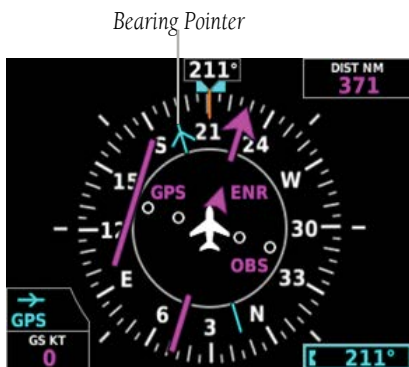 Bearing Pointer
211°
DIST NM
371
S
21
24
15
W
GPS
ENR
12
30
E
OBS
33
6
3
N
GPS
GS KT
0
211°